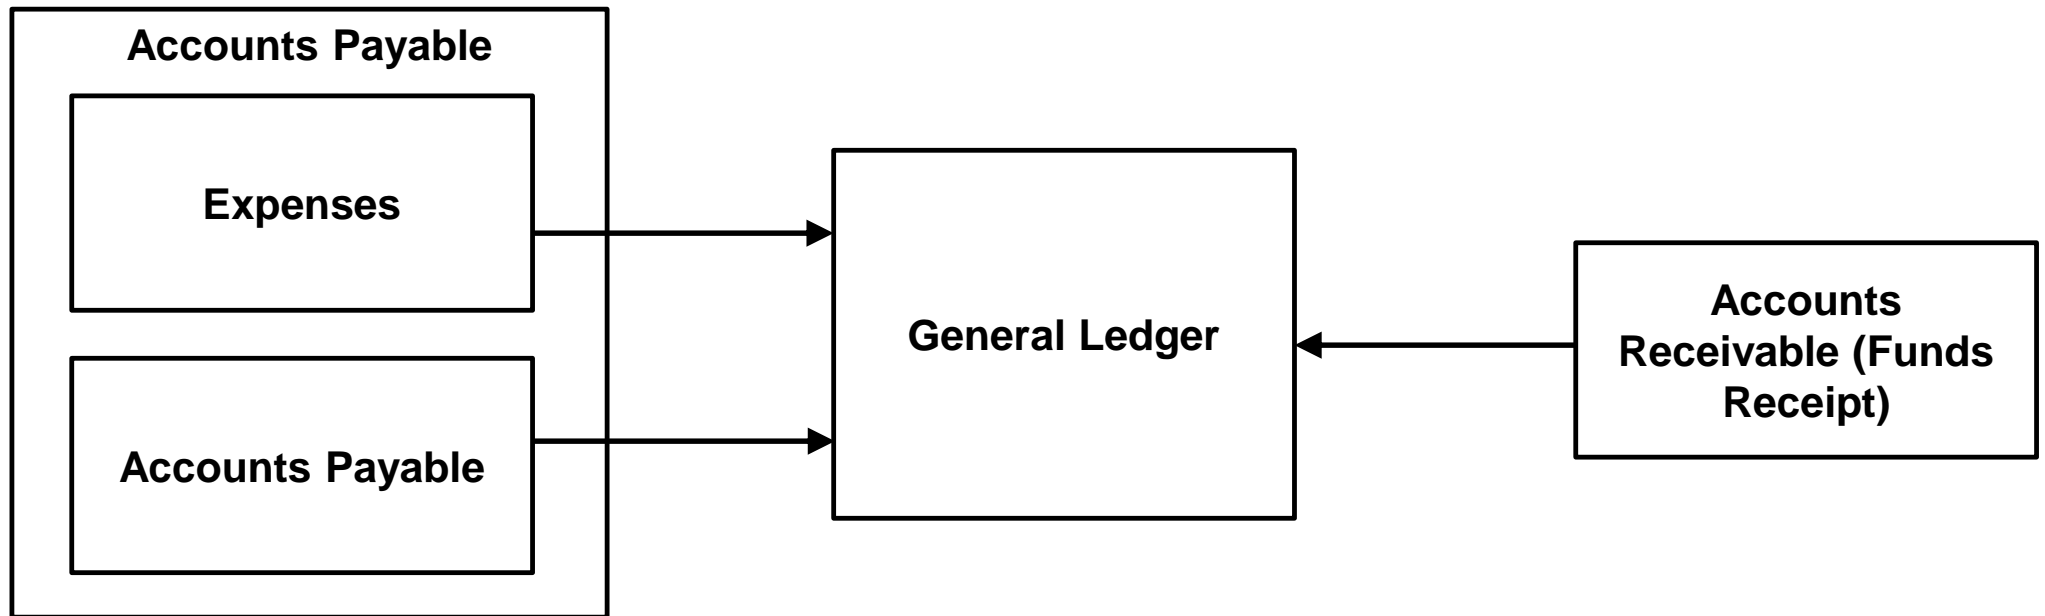 Accounts Payable
Expenses
Accounts Payable
General Ledger
Accounts
Receivable (Funds
Receipt)